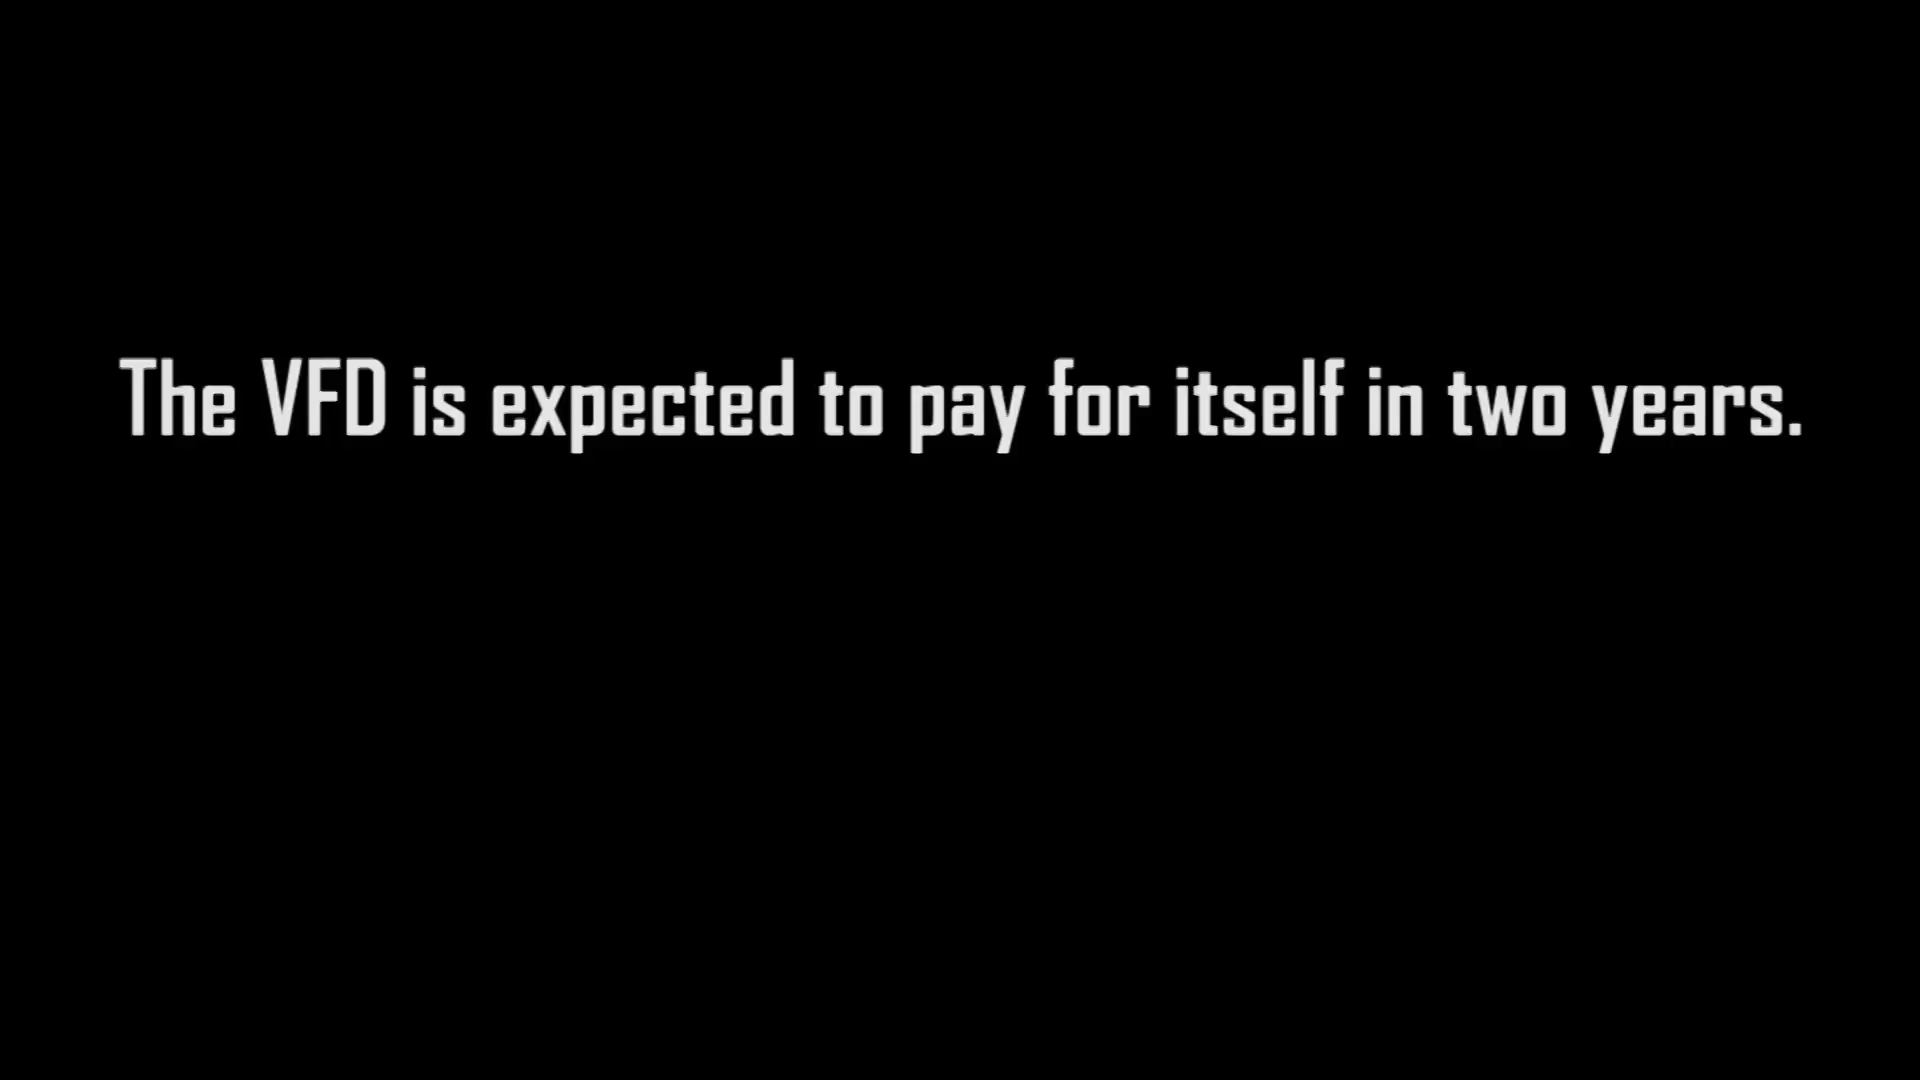 The VFD is expected to pay for itself in two years.